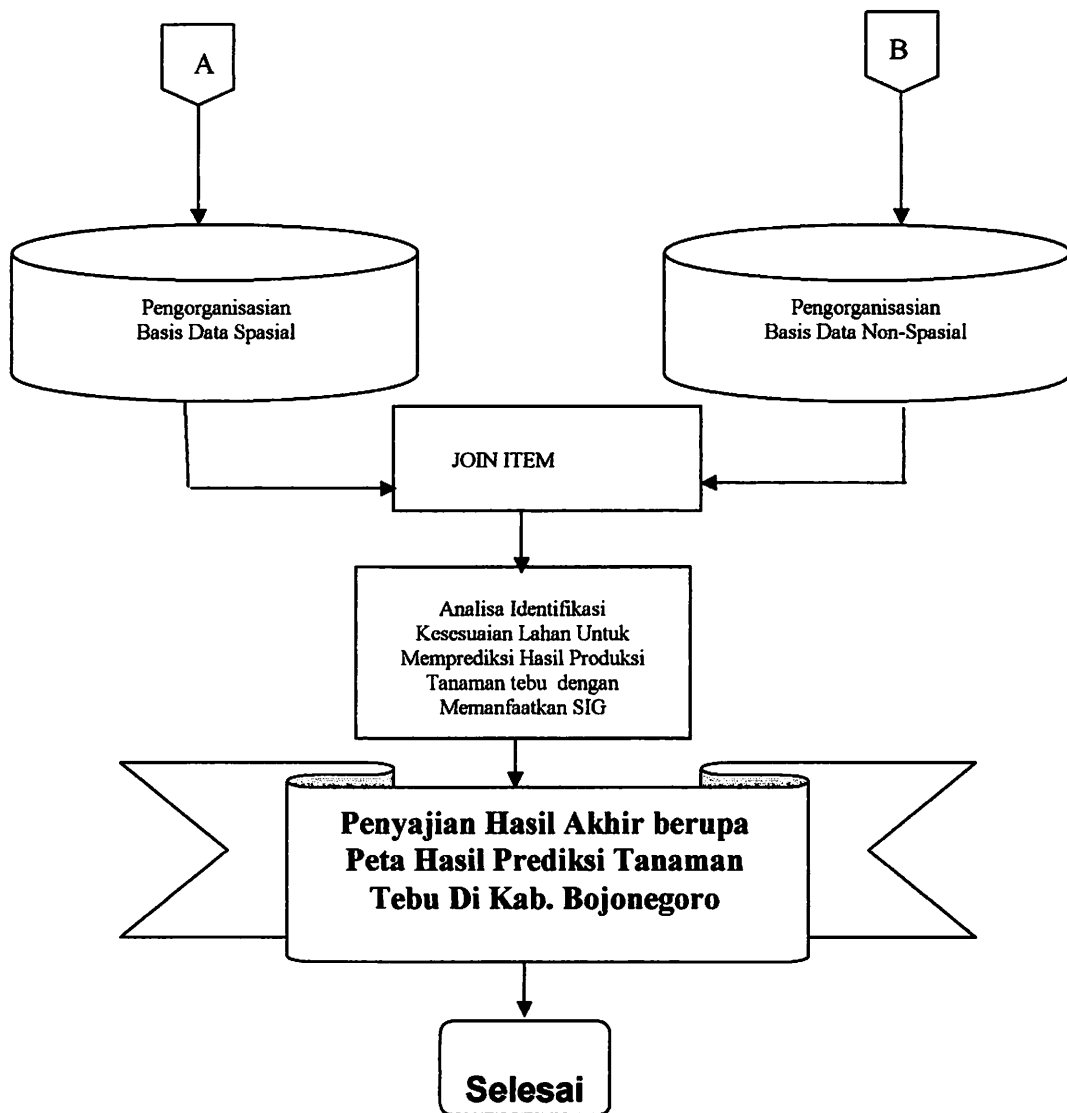 A
B
Pengorganisasian
Basis Data Spasial
Pengorganisasian
Basis Data Non-Spasial
JOIN ITEM
Analisa Identifikasi
Kesesuaian Lahan Untuk
Memprediksi Hasil Produksi
Tanaman tebu dengan
Memanfaatkan SIG
Penyajian Hasil Akhir berupa
Peta Hasil Prediksi Tanaman
Tebu Di Kab. Bojonegoro
Selesai